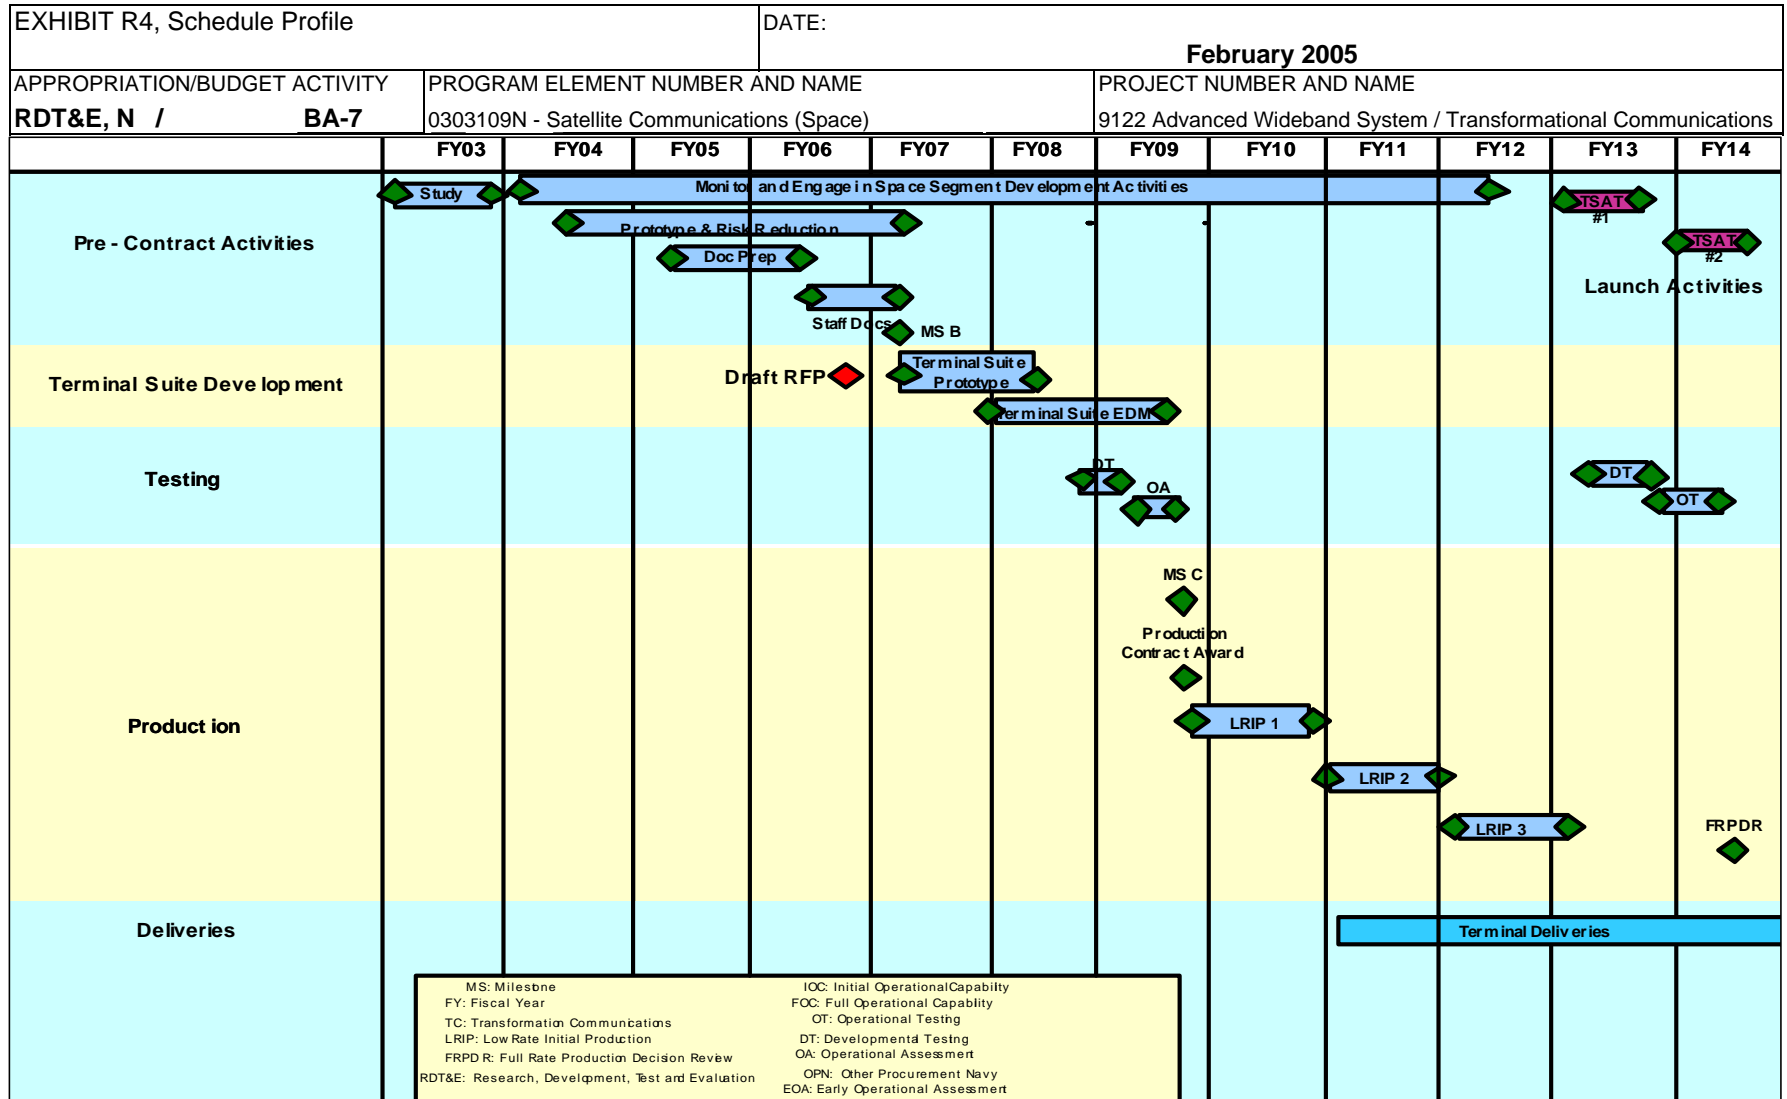 EXHIBIT R4, Schedule Profile
DATE:
February 2005
APPROPRIATION/BUDGET ACTIVITY
PROGRAM ELEMENT NUMBER AND NAME
PROJECT NUMBER AND NAME
RDT&E, N / BA-7
0303109N - Satellite Communications (Space)
9122 Advanced Wideband System / Transformational Communications
FY03 FY04 FY05 FY06 FY07 FY08 FY09 FY10 FY11 FY12 FY13 FY14
Pre - Contract Activities
Study
Monitor and Engage in Space Segment Development Activities
TSAT
#1
Prototype & Risk Reduction
TSAT
#2
Doc Prep
Launch Activities
Staff Docs
MS B
Terminal Suite Development
Draft RFP
Terminal Suite
Prototype
Terminal Suite EDM
Testing
DT
OA
DT
OT
Production
MS C
Production
Contract Award
LRIP 1
LRIP 2
LRIP 3
FRPDR
Deliveries
Terminal Deliveries
MS: Milestone
FY: Fiscal Year
TC: Transformation Communications
LRIP: Low Rate Initial Production
FRPDR: Full Rate Production Decision Review
RDT&E: Research, Development, Test and Evaluation
IOC: Initial OperationalCapability
FOC: Full Operational Capability
OT: Operational Testing
DT: Developmental Testing
OA: Operational Assessment
OPN: Other Procurement Navy
EOA: Early Operational Assessment